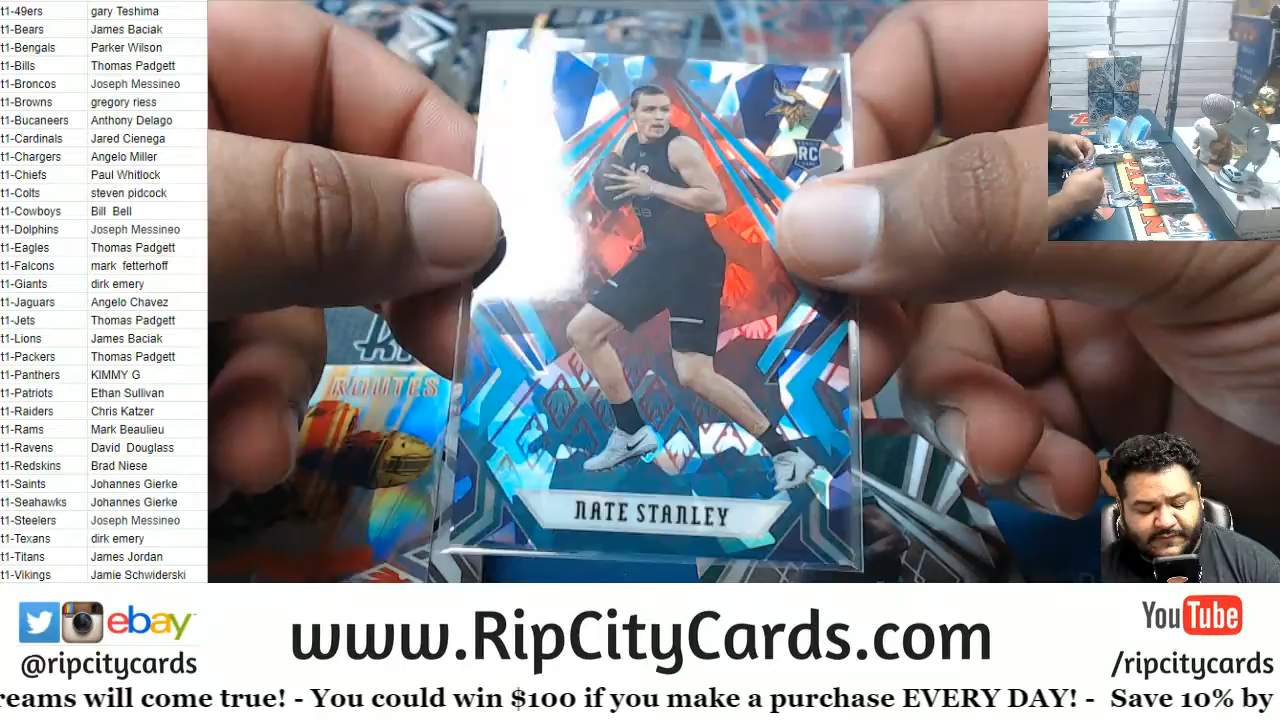 t1-49ers gary Teshima
t1-Bears James Baciak
t1-Bengals Parker Wilson
t1-Bills Thomas Padgett
t1-Broncos Joseph Messineo
t1-Browns gregory riess
t1-Bucaneers Anthony Delago
t1-Cardinals Jared Cienega
t1-Chargers Angelo Miller
t1-Chiefs Paul Whitlock
t1-Colts steven pidcock
t1-Cowboys Bill Bell
t1-Dolphins Joseph Messineo
t1-Eagles Thomas Padgett
t1-Falcons mark fetterhoff
t1-Giants dirk emery
t1-Jaguars Angelo Chavez
t1-Jets Thomas Padgett
t1-Lions James Baciak
t1-Packers Thomas Padgett
t1-Panthers KIMMY G
t1-Patriots Ethan Sullivan
t1-Raiders Chris Katzer
t1-Rams Mark Beaulieu
t1-Ravens David Douglass
t1-Redskins Brad Niese
t1-Saints Johannes Gierke
t1-Seahawks Johannes Gierke
t1-Steelers Joseph Messineo
t1-Texans dirk emery
t1-Titans James Jordan
t1-Vikings Jamie Schwiderski
RC
QB
ROUTES
NATE STANLEY
PANINI
ebay
@ripcitycards
www.RipCityCards.com
YouTube
/ripcitycards
reams will come true! - You could win $100 if you make a purchase EVERY DAY! - Save 10% by